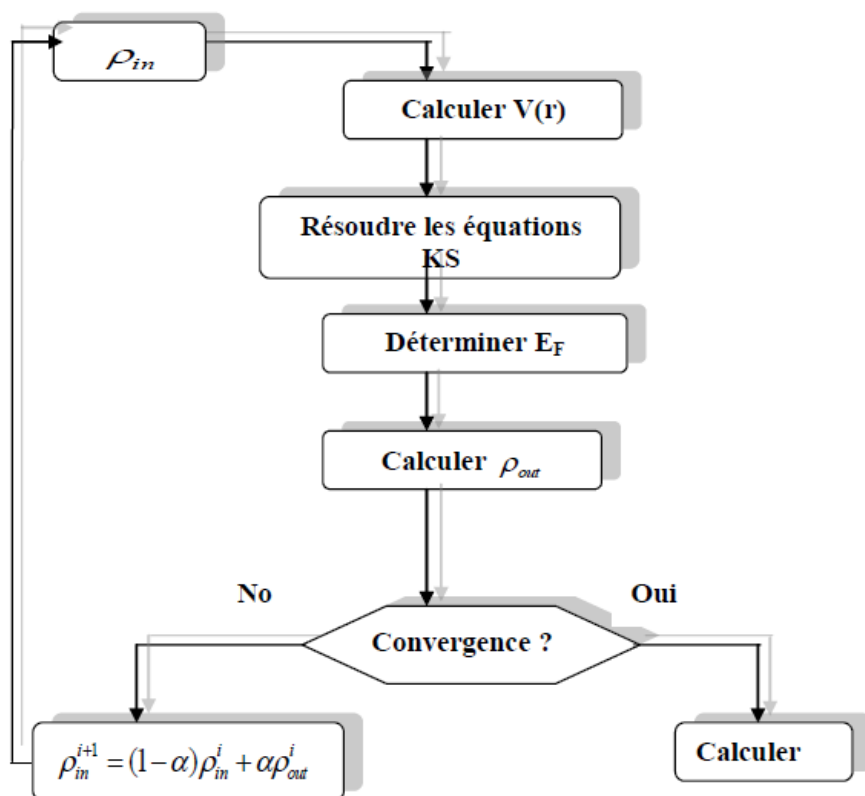 ρ_in
Calculer V(r)
Résoudre les équations
KS
Déterminer E_F
Calculer ρ_out
No
Oui
Convergence ?
ρ_in^{i+1} = (1−α)ρ_in^i + αρ_out^i
Calculer